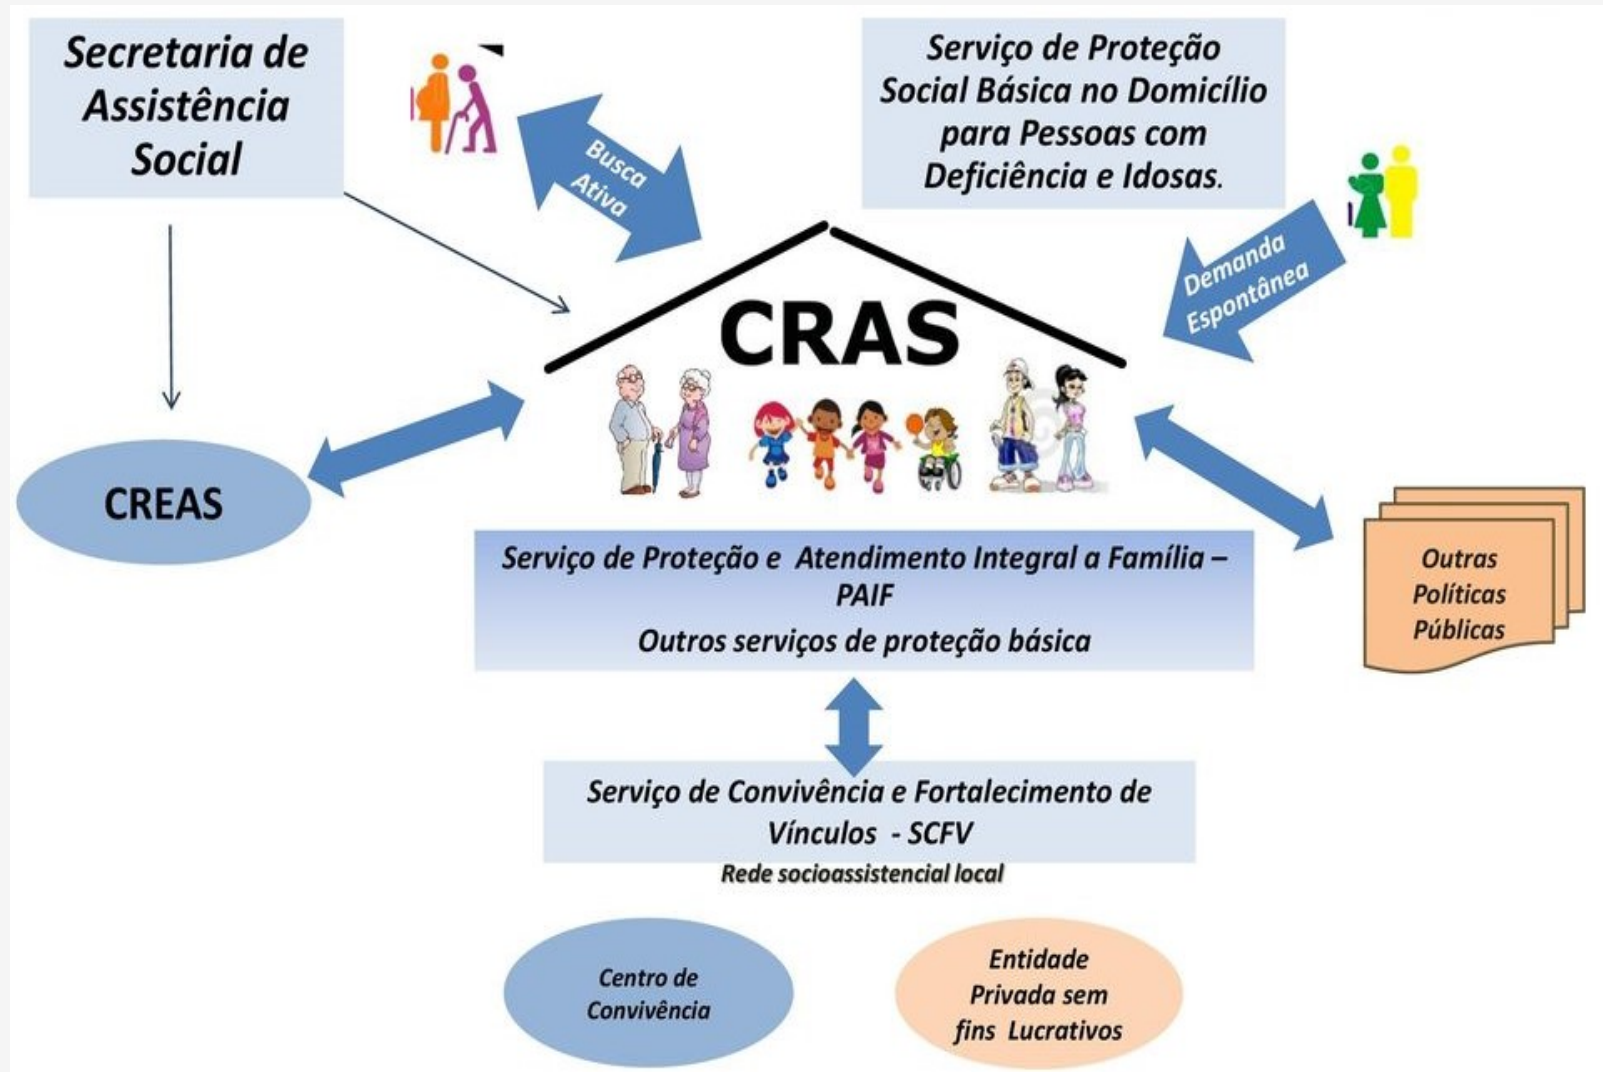 Secretaria de
Assistência
Social
Busca
Ativa
Serviço de Proteção
Social Básica no Domicílio
para Pessoas com
Deficiência e Idosas.
Demanda
Espontânea
CRAS
CREAS
Serviço de Proteção e Atendimento Integral a Família –
PAIF
Outros serviços de proteção básica
Outras
Políticas
Públicas
Serviço de Convivência e Fortalecimento de
Vínculos - SCFV
Rede socioassistencial local
Centro de
Convivência
Entidade
Privada sem
fins Lucrativos